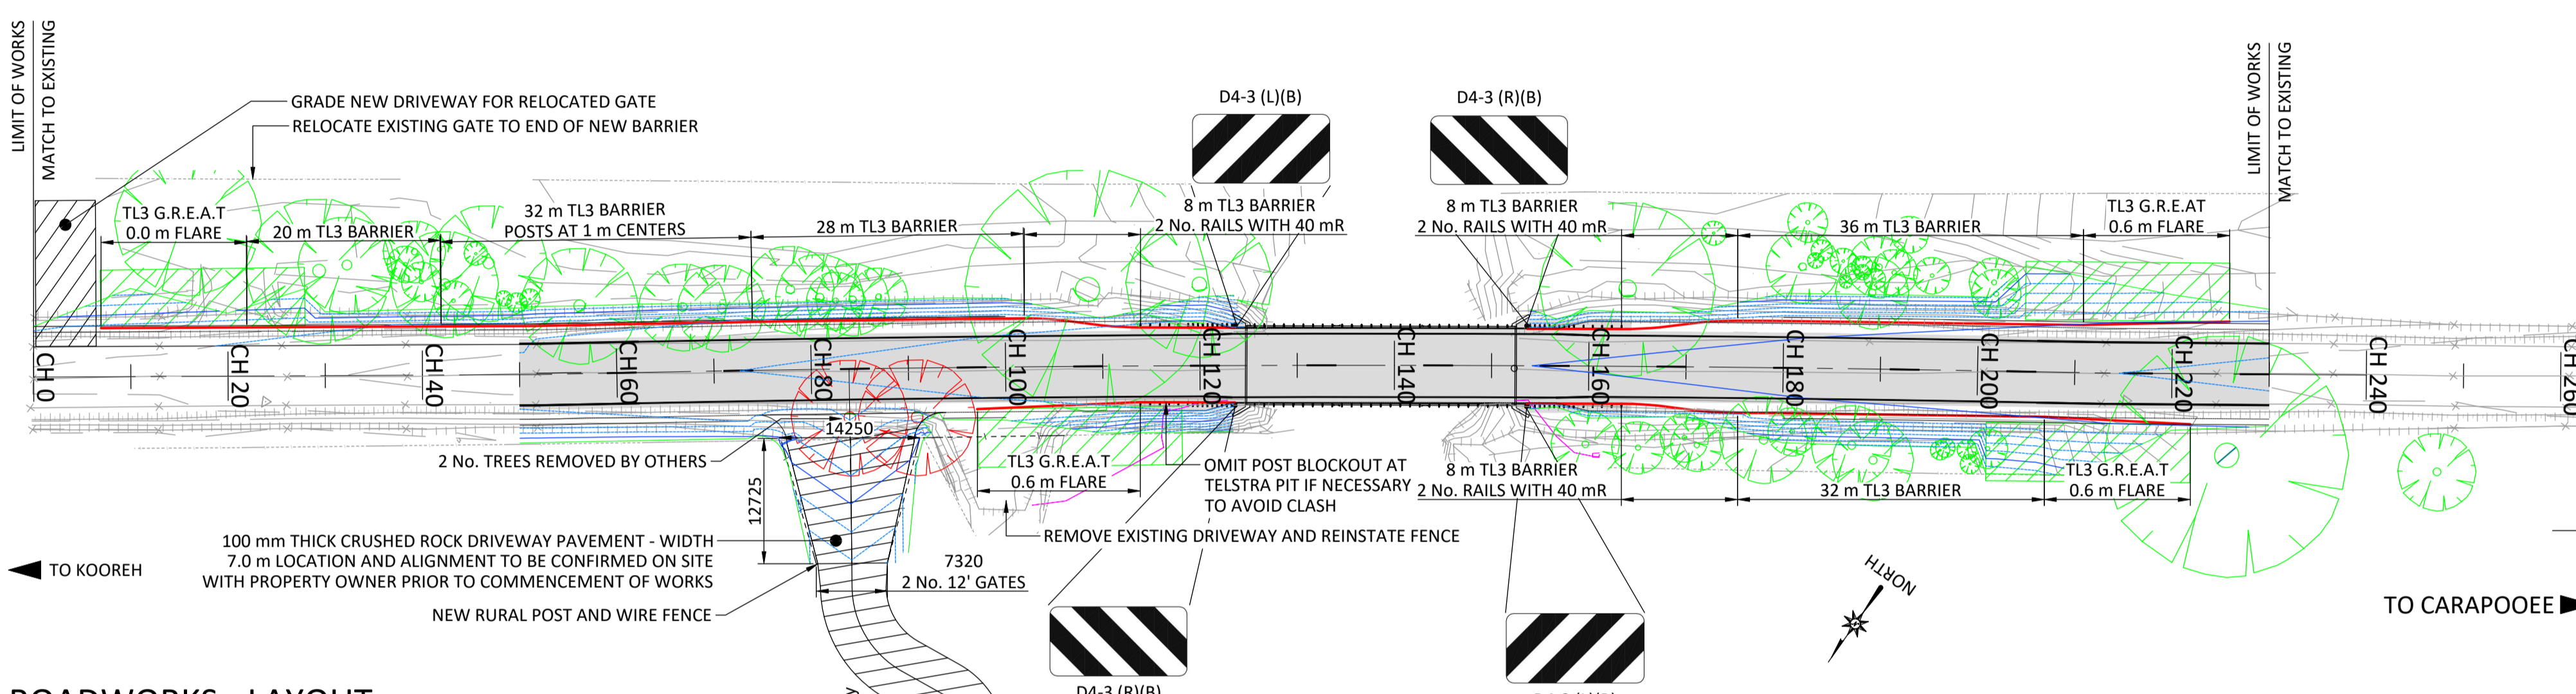 LIMIT OF WORKS
MATCH TO EXISTING
GRADE NEW DRIVEWAY FOR RELOCATED GATE
RELOCATE EXISTING GATE TO END OF NEW BARRIER
TL3 G.R.E.A.T
0.0 m FLARE
20 m TL3 BARRIER
32 m TL3 BARRIER
POSTS AT 1 m CENTERS
28 m TL3 BARRIER
D4-3 (L)(B)
8 m TL3 BARRIER
2 No. RAILS WITH 40 mR
D4-3 (R)(B)
8 m TL3 BARRIER
2 No. RAILS WITH 40 mR
36 m TL3 BARRIER
TL3 G.R.E.AT
0.6 m FLARE
LIMIT OF WORKS
MATCH TO EXISTING
CH 0
CH 20
CH 40
CH 60
CH 80
CH 100
CH 120
CH 140
CH 160
CH 180
CH 200
CH 220
CH 240
CH 260
14250
2 No. TREES REMOVED BY OTHERS
12725
TL3 G.R.E.A.T
0.6 m FLARE
OMIT POST BLOCKOUT AT
TELSTRA PIT IF NECESSARY
TO AVOID CLASH
8 m TL3 BARRIER
2 No. RAILS WITH 40 mR
32 m TL3 BARRIER
TL3 G.R.E.A.T
0.6 m FLARE
REMOVE EXISTING DRIVEWAY AND REINSTATE FENCE
100 mm THICK CRUSHED ROCK DRIVEWAY PAVEMENT - WIDTH
7.0 m LOCATION AND ALIGNMENT TO BE CONFIRMED ON SITE
WITH PROPERTY OWNER PRIOR TO COMMENCEMENT OF WORKS
7320
2 No. 12' GATES
NEW RURAL POST AND WIRE FENCE
TO KOOREH
NORTH
TO CARAPOOEE
D4-3 (R)(B)
ROADWORKS - LAYOUT